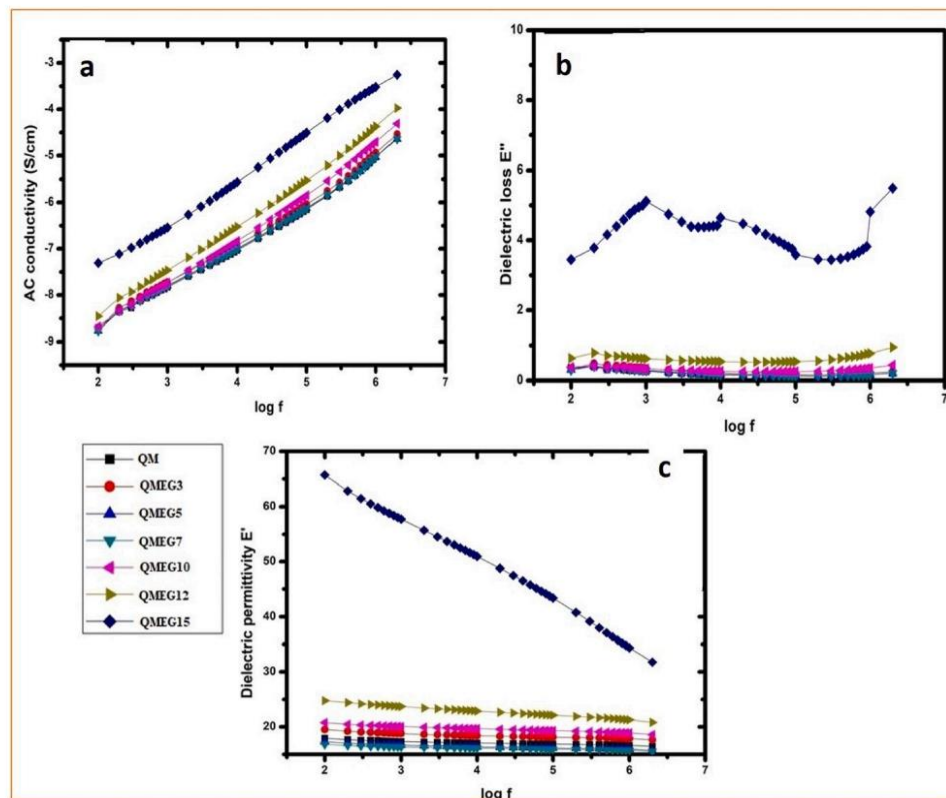 a
AC conductivity (S/cm)
-3
-4
-5
-6
-7
-8
-9
2 3 4 5 6 7
log f
b
Dielectric loss E"
10
8
6
4
2
0
2 3 4 5 6 7
log f
QM
QMEG3
QMEG5
QMEG7
QMEG10
QMEG12
QMEG15
c
Dielectric permittivity E'
70
60
50
40
30
20
2 3 4 5 6 7
log f